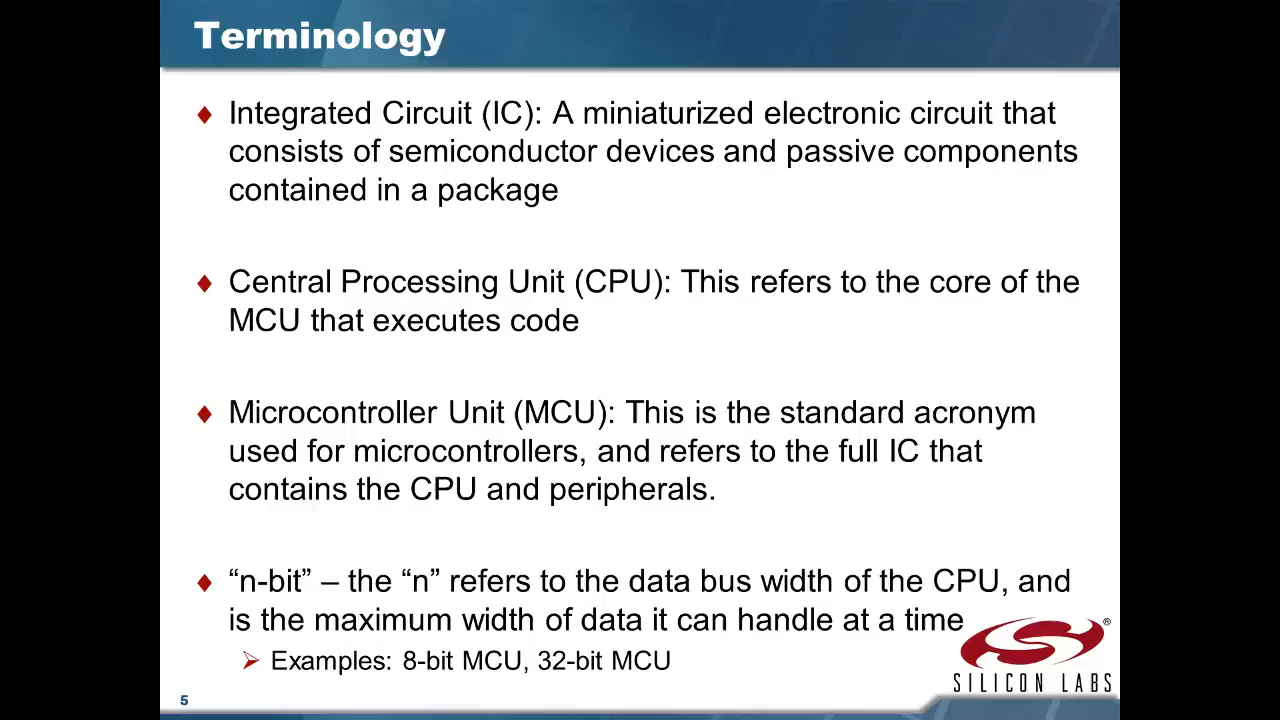 Terminology
♦ Integrated Circuit (IC): A miniaturized electronic circuit that
consists of semiconductor devices and passive components
contained in a package
♦ Central Processing Unit (CPU): This refers to the core of the
MCU that executes code
♦ Microcontroller Unit (MCU): This is the standard acronym
used for microcontrollers, and refers to the full IC that
contains the CPU and peripherals.
♦ “n-bit” – the “n” refers to the data bus width of the CPU, and
is the maximum width of data it can handle at a time
➢ Examples: 8-bit MCU, 32-bit MCU
®
SILICON LABS
5